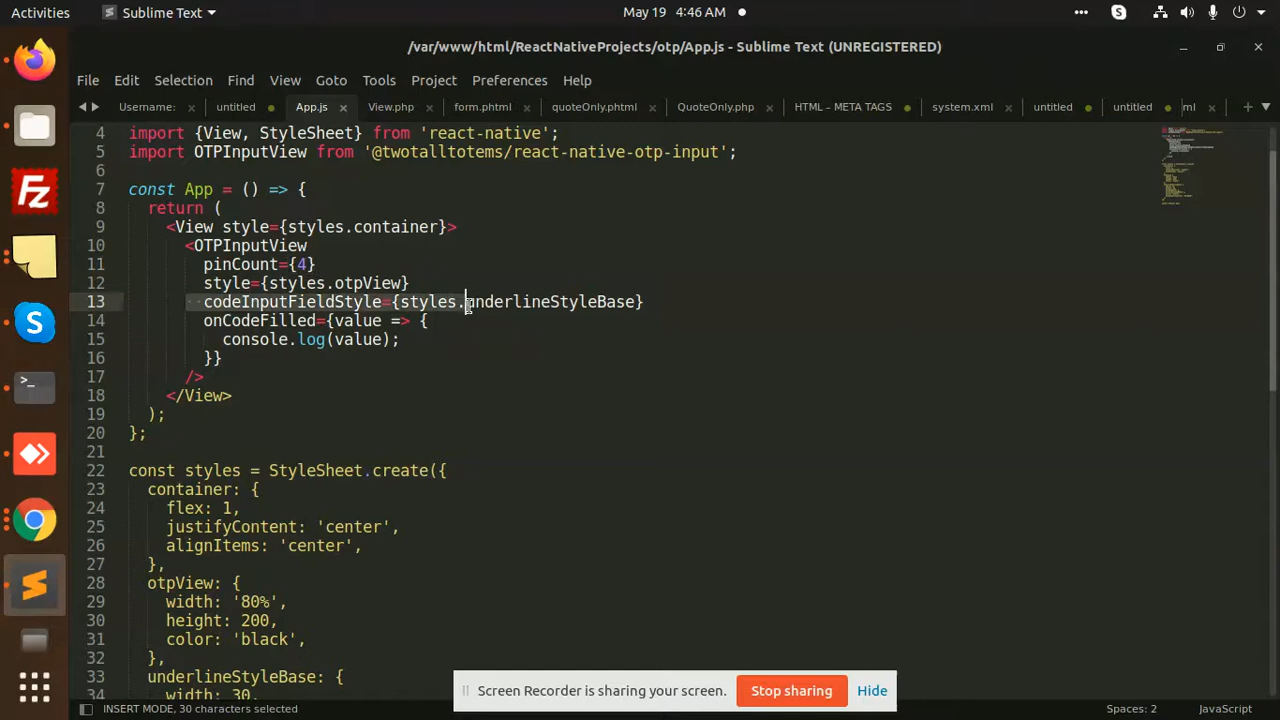 Activities Sublime Text May 19 4:46 AM
/var/www/html/ReactNativeProjects/otp/App.js - Sublime Text (UNREGISTERED)
File Edit Selection Find View Goto Tools Project Preferences Help
Username: untitled App.js View.php form.phtml quoteOnly.phtml QuoteOnly.php HTML - META TAGS system.xml untitled untitled ml
4 import {View, StyleSheet} from 'react-native';
5 import OTPInputView from '@twotalltotems/react-native-otp-input';
6
7 const App = () => {
8 return (
9 <View style={styles.container}>
10 <OTPInputView
11 pinCount={4}
12 style={styles.otpView}
13 codeInputFieldStyle={styles.underlineStyleBase}
14 onCodeFilled={value => {
15 console.log(value);
16 }}
17 />
18 </View>
19 );
20 };
21
22 const styles = StyleSheet.create({
23 container: {
24 flex: 1,
25 justifyContent: 'center',
26 alignItems: 'center',
27 },
28 otpView: {
29 width: '80%',
30 height: 200,
31 color: 'black',
32 },
33 underlineStyleBase: {
34 width: 30,
Screen Recorder is sharing your screen. Stop sharing Hide
INSERT MODE, 30 characters selected Spaces: 2 JavaScript